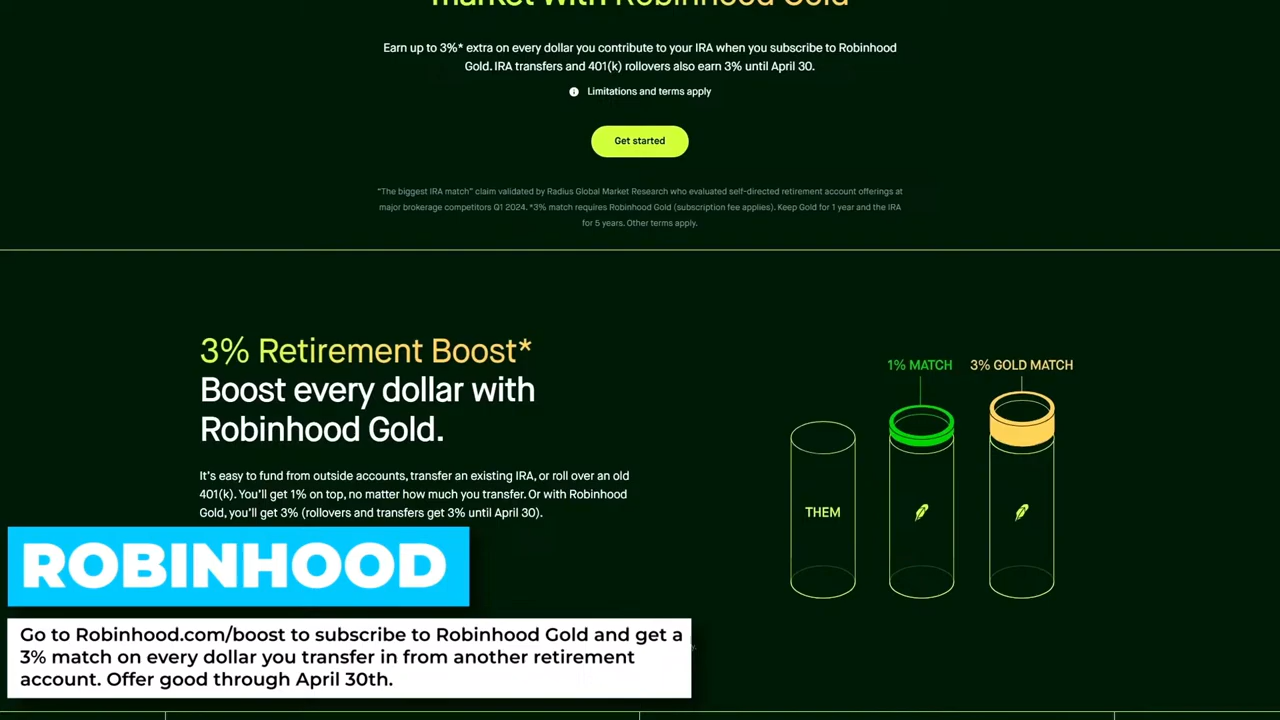 market with Robinhood Gold
Earn up to 3%* extra on every dollar you contribute to your IRA when you subscribe to Robinhood
Gold. IRA transfers and 401(k) rollovers also earn 3% until April 30.
Limitations and terms apply
Get started
"The biggest IRA match" claim validated by Radius Global Market Research who evaluated self-directed retirement account offerings at
major brokerage competitors Q1 2024. *3% match requires Robinhood Gold (subscription fee applies). Keep Gold for 1 year and the IRA
for 5 years. Other terms apply.
3% Retirement Boost*
Boost every dollar with
Robinhood Gold.
It's easy to fund from outside accounts, transfer an existing IRA, or roll over an old
401(k). You'll get 1% on top, no matter how much you transfer. Or with Robinhood
Gold, you'll get 3% (rollovers and transfers get 3% until April 30).
1% MATCH
3% GOLD MATCH
THEM
ROBINHOOD
Go to Robinhood.com/boost to subscribe to Robinhood Gold and get a
3% match on every dollar you transfer in from another retirement
account. Offer good through April 30th.